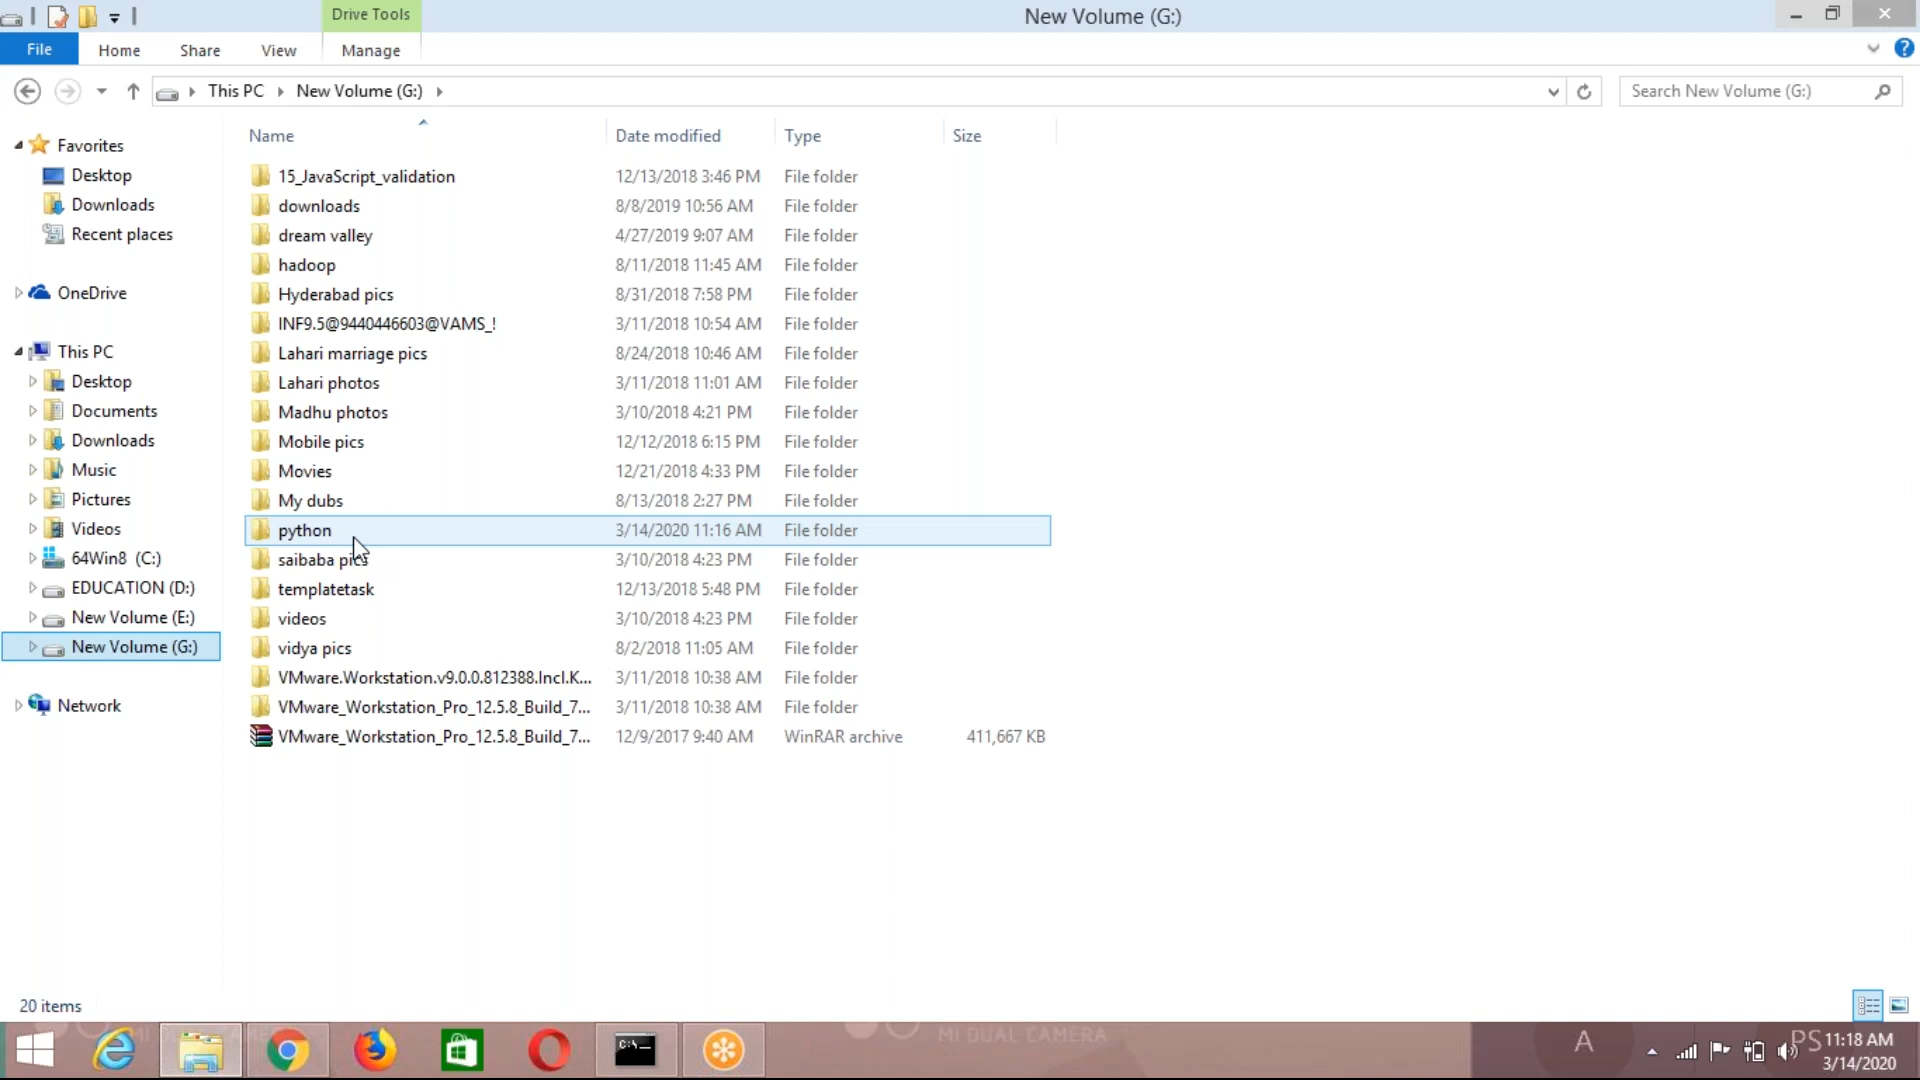 Drive Tools
New Volume (G:)
File Home Share View Manage
This PC New Volume (G:)
Search New Volume (G:)
Favorites
Desktop
Downloads
Recent places
OneDrive
This PC
Desktop
Documents
Downloads
Music
Pictures
Videos
64Win8 (C:)
EDUCATION (D:)
New Volume (E:)
New Volume (G:)
Network
Name Date modified Type Size
15_JavaScript_validation 12/13/2018 3:46 PM File folder
downloads 8/8/2019 10:56 AM File folder
dream valley 4/27/2019 9:07 AM File folder
hadoop 8/11/2018 11:45 AM File folder
Hyderabad pics 8/31/2018 7:58 PM File folder
INF9.5@9440446603@VAMS_! 3/11/2018 10:54 AM File folder
Lahari marriage pics 8/24/2018 10:46 AM File folder
Lahari photos 3/11/2018 11:01 AM File folder
Madhu photos 3/10/2018 4:21 PM File folder
Mobile pics 12/12/2018 6:15 PM File folder
Movies 12/21/2018 4:33 PM File folder
My dubs 8/13/2018 2:27 PM File folder
python 3/14/2020 11:16 AM File folder
saibaba pics 3/10/2018 4:23 PM File folder
templatetask 12/13/2018 5:48 PM File folder
videos 3/10/2018 4:23 PM File folder
vidya pics 8/2/2018 11:05 AM File folder
VMware.Workstation.v9.0.0.812388.Incl.K... 3/11/2018 10:38 AM File folder
VMware_Workstation_Pro_12.5.8_Build_7... 3/11/2018 10:38 AM File folder
VMware_Workstation_Pro_12.5.8_Build_7... 12/9/2017 9:40 AM WinRAR archive 411,667 KB
20 items
MI DUAL CAMERA
A
PS
11:18 AM
3/14/2020